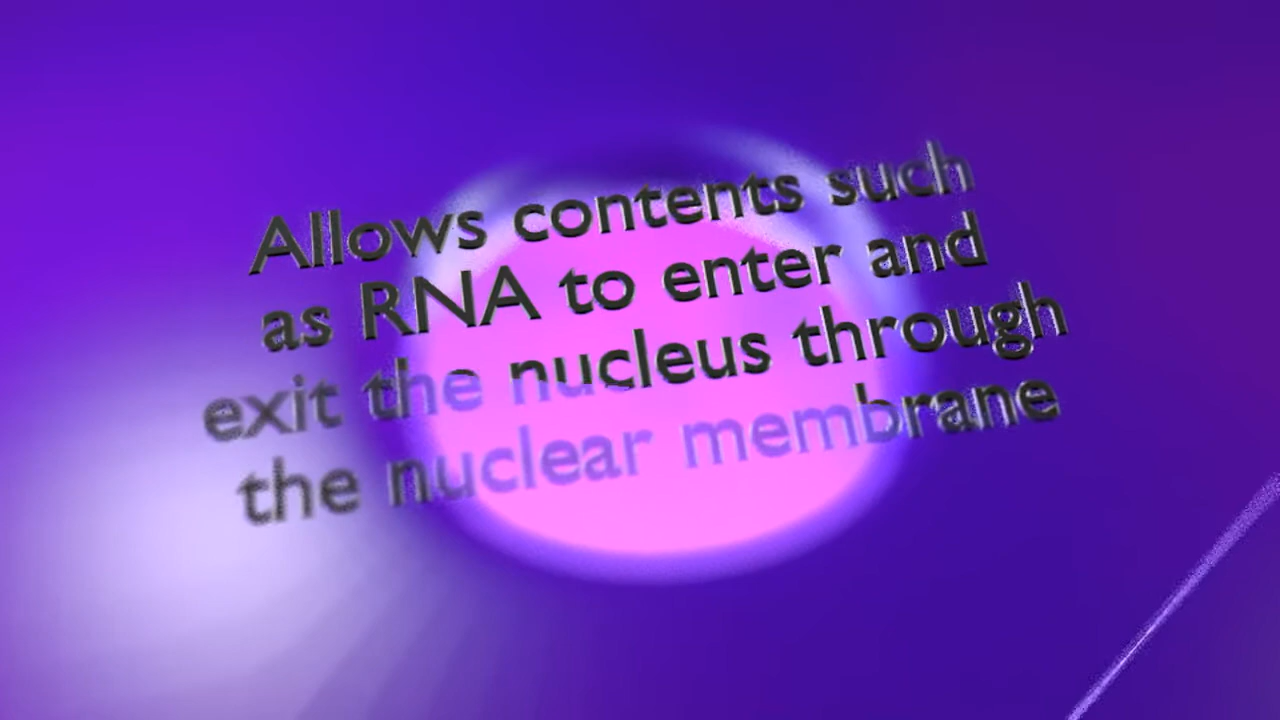 Allows contents such
as RNA to enter and
exit the nucleus through
the nuclear membrane